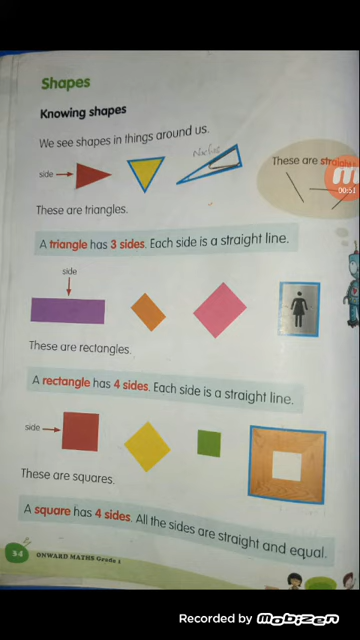 Shapes
Knowing shapes
We see shapes in things around us.
side
These are straight
00:51
These are triangles.
A triangle has 3 sides. Each side is a straight line.
side
These are rectangles.
A rectangle has 4 sides. Each side is a straight line.
side
These are squares.
A square has 4 sides. All the sides are straight and equal.
34 ONWARD MATHS Grade 1
Recorded by mobizen